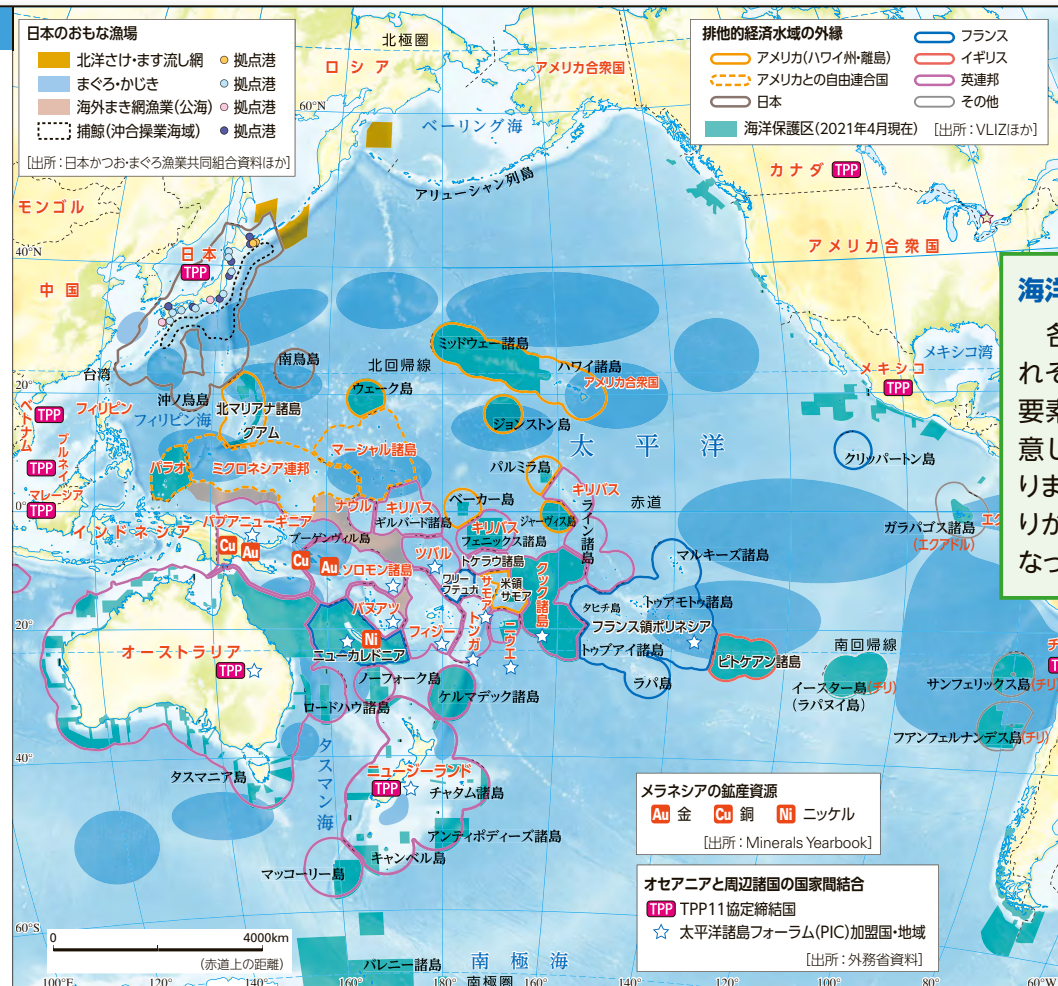 日本のおもな漁場
北洋さけ・ます流し網 拠点港
まぐろ・かじき 拠点港
海外まき網漁業(公海) 拠点港
捕鯨(沖合操業海域) 拠点港
[出所：日本かつお・まぐろ漁業共同組合資料ほか]
排他的経済水域の外縁
アメリカ(ハワイ州・離島)
アメリカとの自由連合国
日本
フランス
イギリス
英連邦
その他
海洋保護区(2021年4月現在)
[出所：VLIZほか]
北極圏
ロシア
アメリカ合衆国
60°N
ベーリング海
アリューシャン列島
カナダ
TPP
モンゴル
アメリカ合衆国
40°N
日本
TPP
中国
海洋
各
れぞ
要素
意し
りま
りが
なつ
ミッドウェー諸島
メキシコ湾
南鳥島
北回帰線
ハワイ諸島
アメリカ合衆国
メキシコ
TPP
台湾
20°
ウェーク島
沖ノ鳥島
フィリピン
フィリピン海
北マリアナ諸島
グアム
ジョンストン島
ベトナム
TPP
太平洋
クリッパートン島
ブルネイ
TPP
パラオ
ミクロネシア連邦
マーシャル諸島
パルミラ島
マレーシア
TPP
0°
ナウル
キリバス
ギルバート諸島
ベーカー島
キリバス
ライン諸島
赤道
ガラパゴス諸島
(エクアドル)
エク
インドネシア
パプアニューギニア
ブーゲンヴィル島
キリバス
フェニックス諸島
ジャーヴィス島
Cu
Au
Cu
Au
ソロモン諸島
ツバル
トケラウ諸島
マルキーズ諸島
ワリー
フテュナ
サモア
米領
サモア
クック諸島
バヌアツ
フィジー
トンガ
ニウエ
タヒチ島
トゥアモトゥ諸島
フランス領ポリネシア
20°
Ni
ニューカレドニア
トゥブアイ諸島
ピトケアン諸島
南回帰線
チリ
オーストラリア
TPP
ノーフォーク島
ロードハウ諸島
ケルマデック諸島
ラパ島
イースター島(チリ)
(ラパヌイ島)
サンフェリックス島(チリ)
ファンフェルナンデス島(チリ)
40°
タスマニア島
タスマン海
ニュージーランド
TPP
チャタム諸島
アンティポディーズ諸島
キャンベル島
マッコーリー島
メラネシアの鉱産資源
Au 金 Cu 銅 Ni ニッケル
[出所：Minerals Yearbook]
オセアニアと周辺諸国の国家間結合
TPP TPP11協定締結国
太平洋諸島フォーラム(PIC)加盟国・地域
[出所：外務省資料]
60°S
0 4000km
(赤道上の距離)
バレニー諸島
南極海
南極圏
100°E 120° 140° 160° 180° 160° 140° 120° 100° 80° 60°W